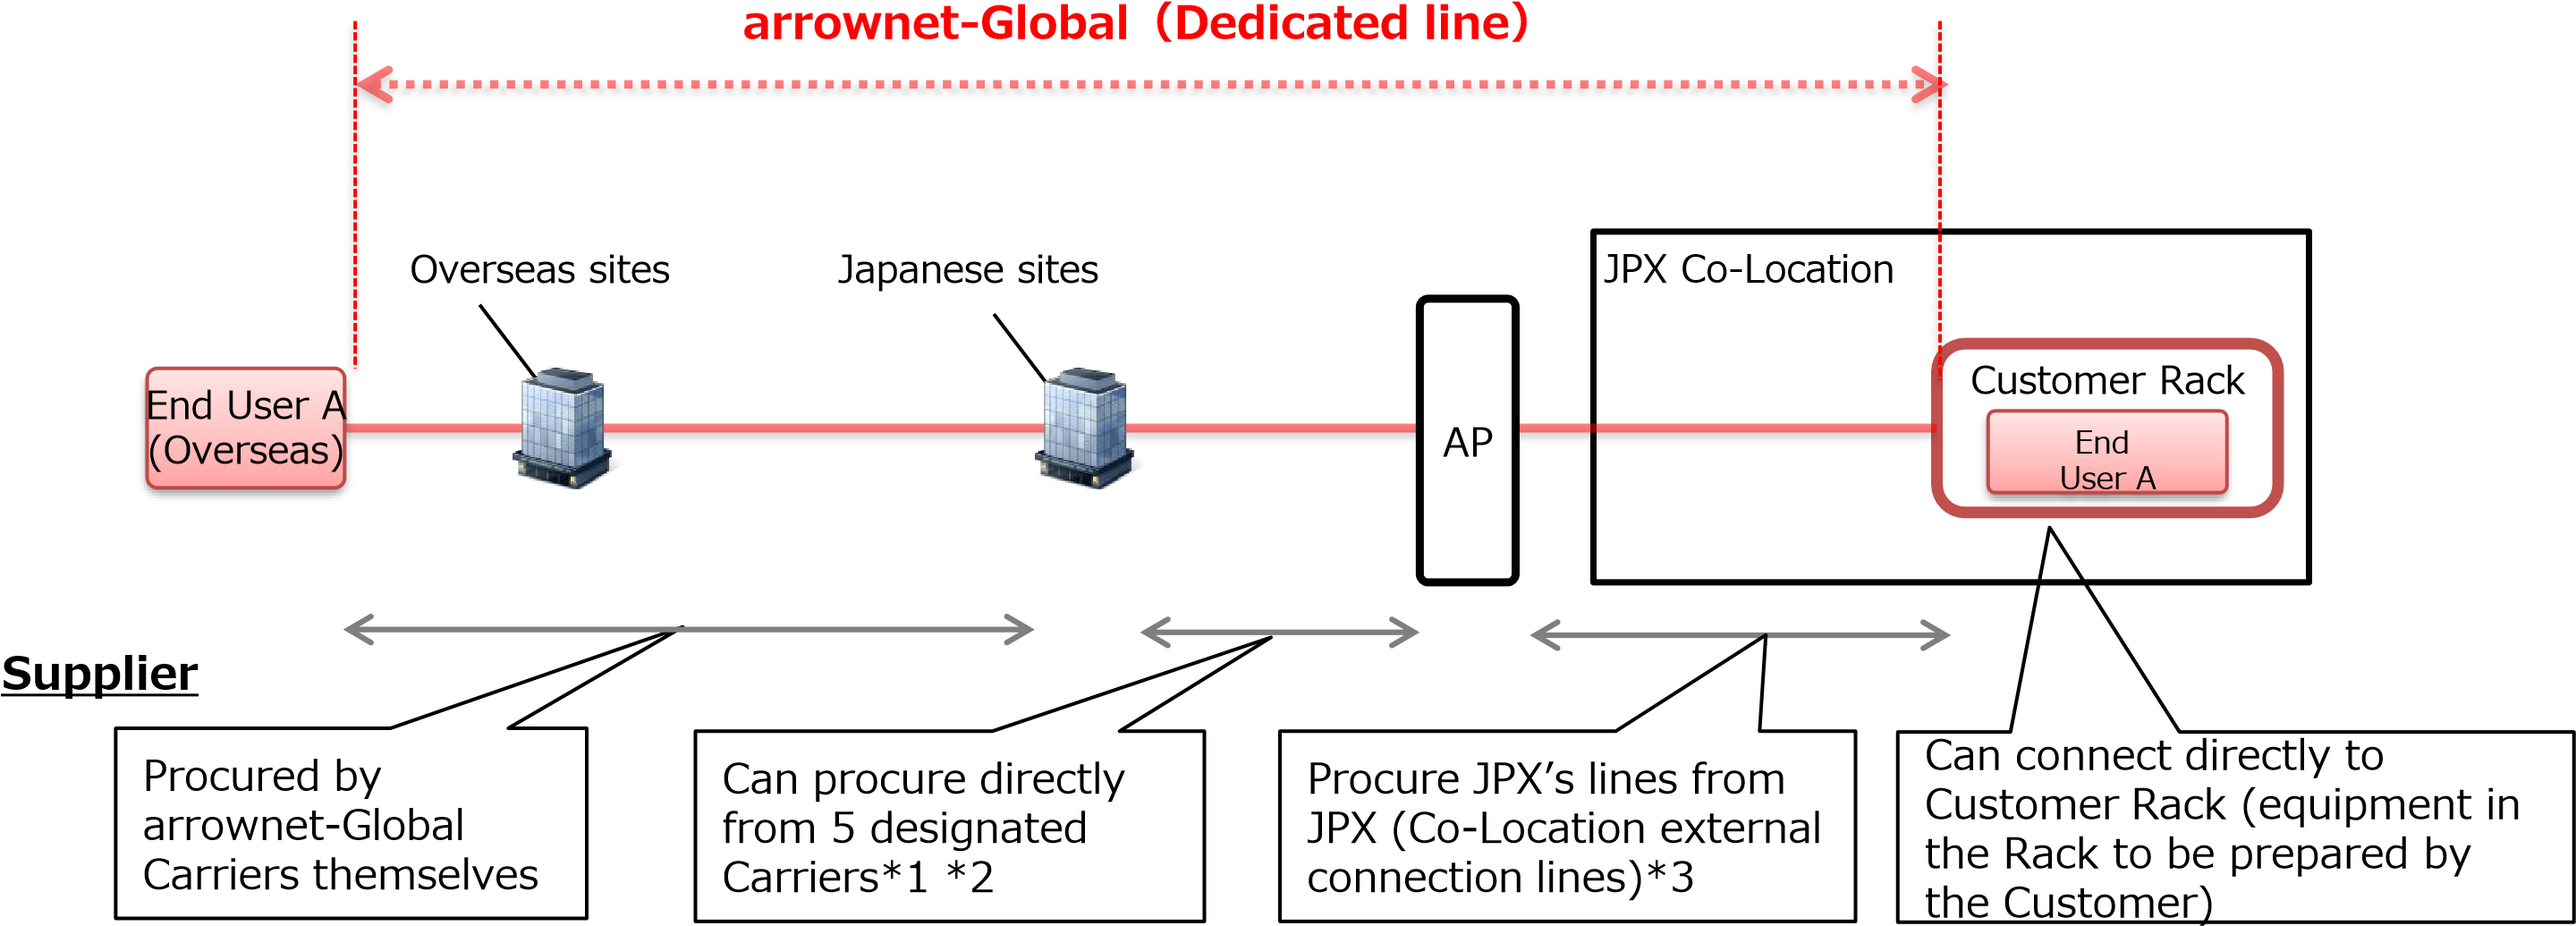 arrownet-Global（Dedicated line）
Overseas sites
Japanese sites
JPX Co-Location
End User A
(Overseas)
AP
Customer Rack
End
User A
Supplier
Procured by
arrownet-Global
Carriers themselves
Can procure directly
from 5 designated
Carriers*1 *2
Procure JPX’s lines from
JPX (Co-Location external
connection lines)*3
Can connect directly to
Customer Rack (equipment in
the Rack to be prepared by
the Customer)